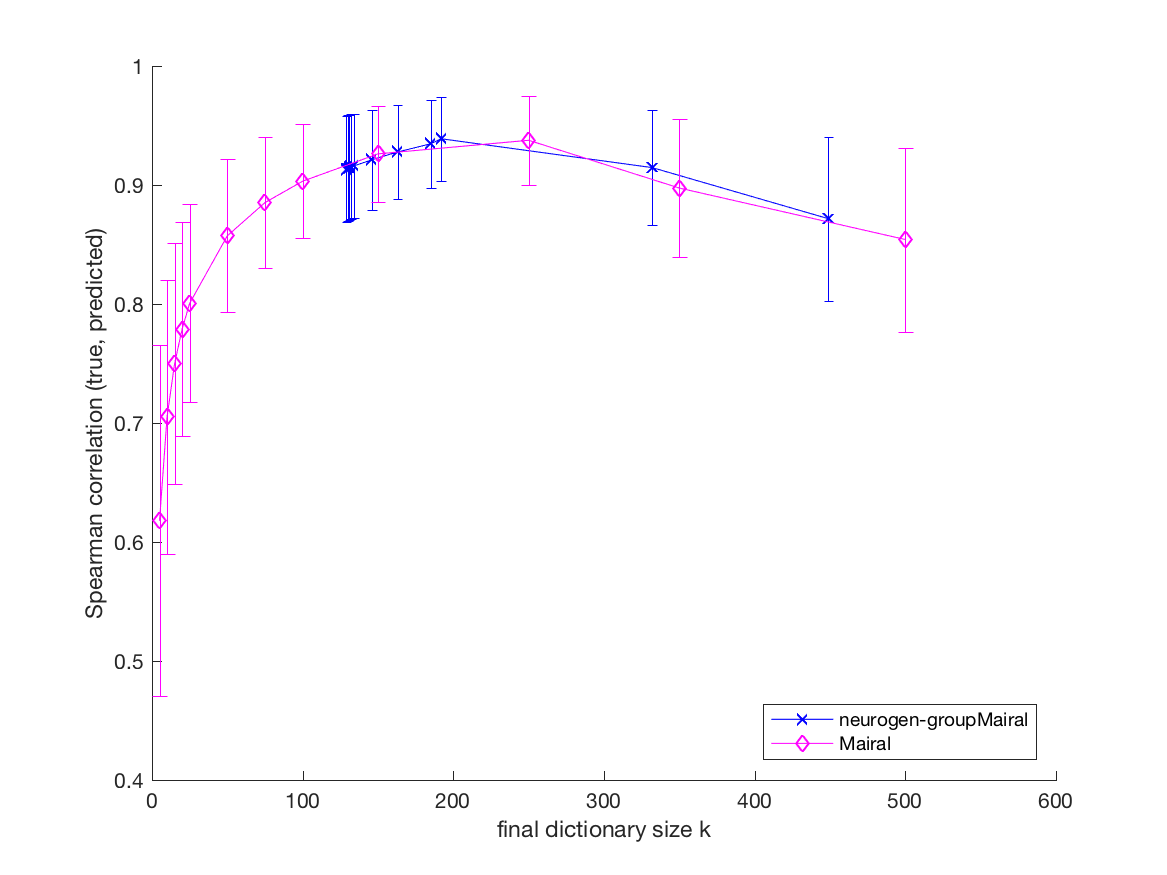 1
0.9
0.8
0.7
0.6
0.5
0.4
Spearman correlation (true, predicted)
0 100 200 300 400 500 600
final dictionary size k
neurogen-groupMairal
Mairal